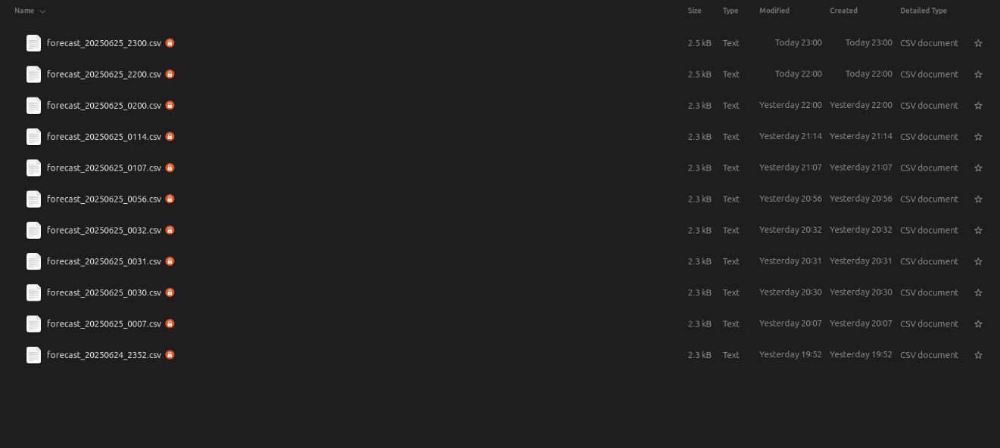 Name Size Type Modified Created Detailed Type
forecast_20250625_2300.csv 2.5 kB Text Today 23:00 Today 23:00 CSV document
forecast_20250625_2200.csv 2.5 kB Text Today 22:00 Today 22:00 CSV document
forecast_20250625_0200.csv 2.3 kB Text Yesterday 22:00 Yesterday 22:00 CSV document
forecast_20250625_0114.csv 2.3 kB Text Yesterday 21:14 Yesterday 21:14 CSV document
forecast_20250625_0107.csv 2.3 kB Text Yesterday 21:07 Yesterday 21:07 CSV document
forecast_20250625_0056.csv 2.3 kB Text Yesterday 20:56 Yesterday 20:56 CSV document
forecast_20250625_0032.csv 2.3 kB Text Yesterday 20:32 Yesterday 20:32 CSV document
forecast_20250625_0031.csv 2.3 kB Text Yesterday 20:31 Yesterday 20:31 CSV document
forecast_20250625_0030.csv 2.3 kB Text Yesterday 20:30 Yesterday 20:30 CSV document
forecast_20250625_0007.csv 2.3 kB Text Yesterday 20:07 Yesterday 20:07 CSV document
forecast_20250624_2352.csv 2.3 kB Text Yesterday 19:52 Yesterday 19:52 CSV document